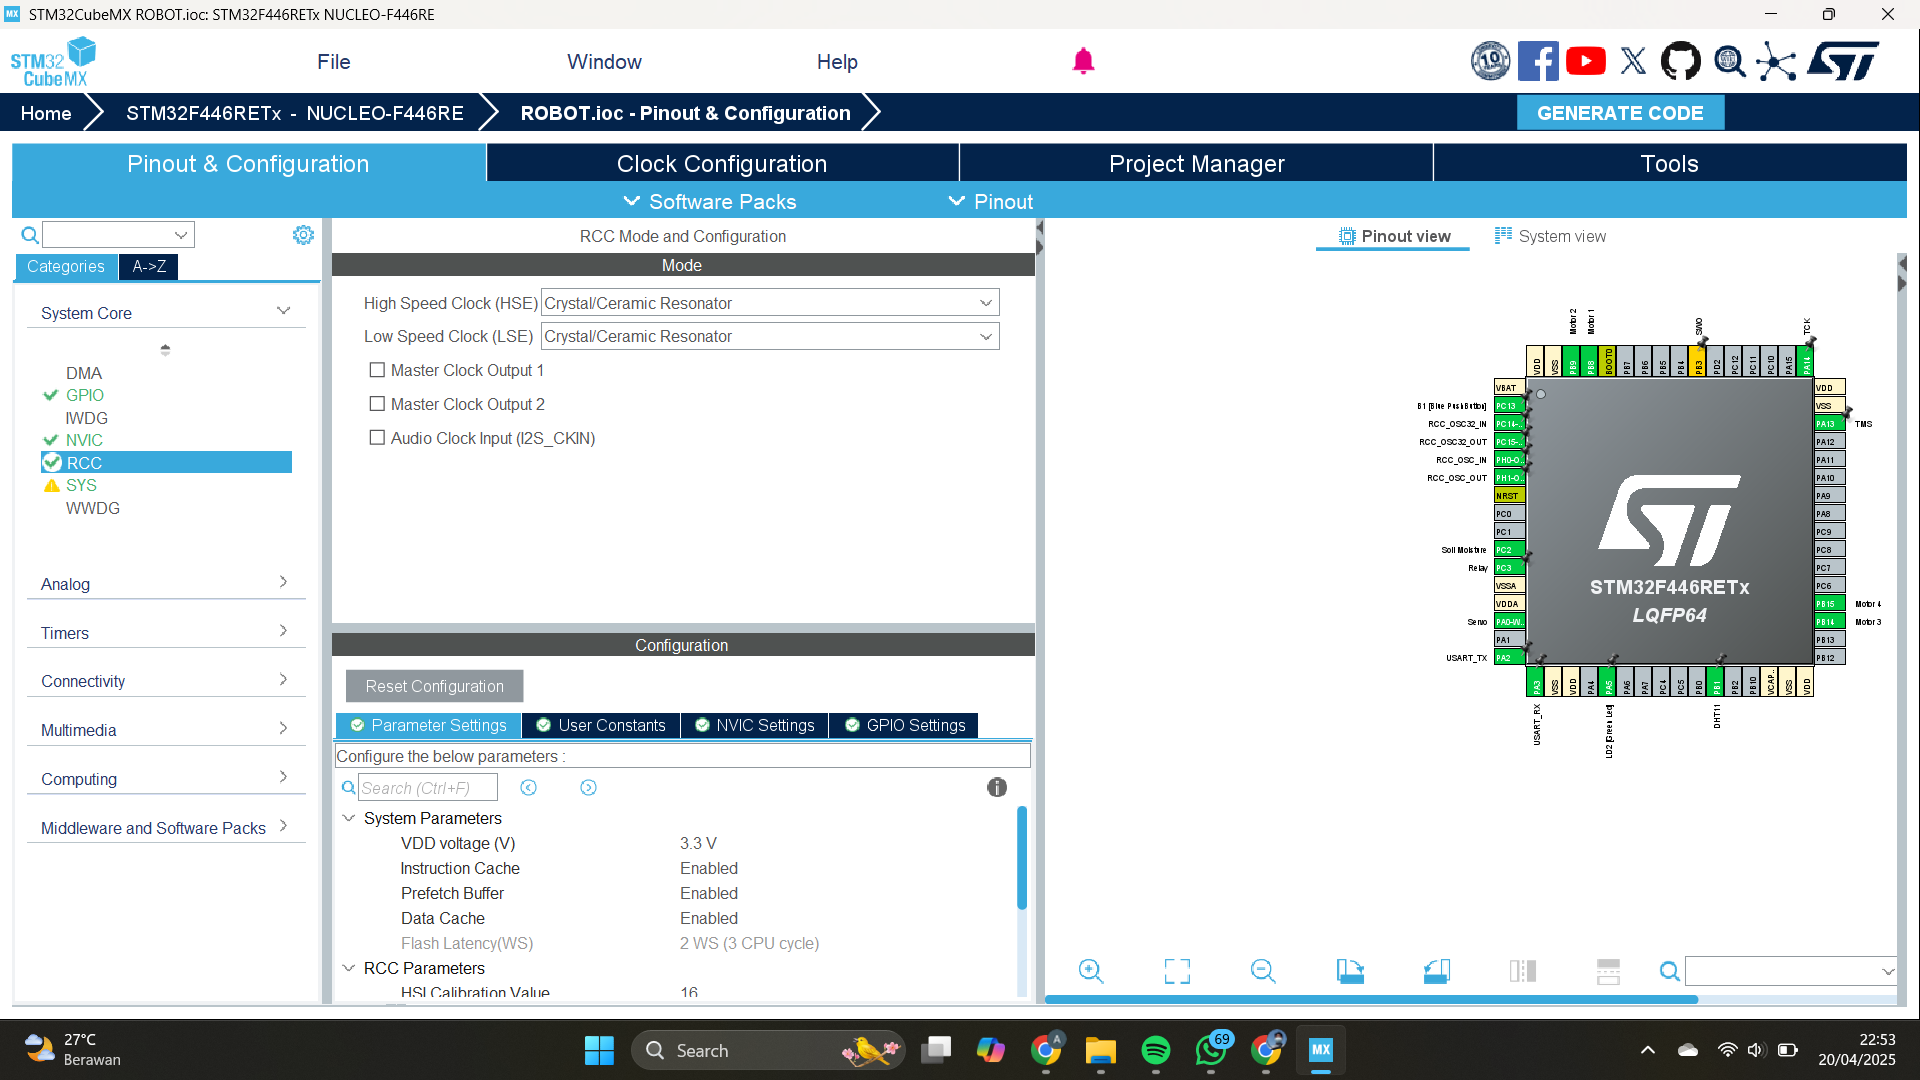 STM32CubeMX ROBOT.ioc: STM32F446RETx NUCLEO-F446RE
STM32
CubeMX
File
Window
Help
10
Home
STM32F446RETx - NUCLEO-F446RE
ROBOT.ioc - Pinout & Configuration
GENERATE CODE
Pinout & Configuration
Clock Configuration
Project Manager
Tools
Software Packs
Pinout
Categories
A->Z
System Core
DMA
GPIO
IWDG
NVIC
RCC
SYS
WWDG
Analog
Timers
Connectivity
Multimedia
Computing
Middleware and Software Packs
RCC Mode and Configuration
Mode
High Speed Clock (HSE) Crystal/Ceramic Resonator
Low Speed Clock (LSE) Crystal/Ceramic Resonator
Master Clock Output 1
Master Clock Output 2
Audio Clock Input (I2S_CKIN)
Configuration
Reset Configuration
Parameter Settings
User Constants
NVIC Settings
GPIO Settings
Configure the below parameters :
Search (Ctrl+F)
System Parameters
VDD voltage (V) 3.3 V
Instruction Cache Enabled
Prefetch Buffer Enabled
Data Cache Enabled
Flash Latency(WS) 2 WS (3 CPU cycle)
RCC Parameters
HSI Calibration Value 16
Pinout view
System view
Motor 2
Motor 1
SWO
TCK
VDD
VSS
PB9
PB8
BOOT0
PB7
PB6
PB5
PB4
PB3
PD2
PC12
PC11
PC10
PA15
PA14
VBAT
B1 [Blue PushButton] PC13
RCC_OSC32_IN PC14-..
RCC_OSC32_OUT PC15-..
RCC_OSC_IN PH0-O..
RCC_OSC_OUT PH1-O..
NRST
PC0
PC1
Soil Moisture PC2
Relay PC3
VSSA
VDDA
Servo PA0-W..
PA1
USART_TX PA2
STM32F446RETx
LQFP64
VDD
VSS
PA13 TMS
PA12
PA11
PA10
PA9
PA8
PC9
PC8
PC7
PC6
PB15 Motor 4
PB14 Motor 3
PB13
PB12
PA3
VSS
VDD
PA4
PA5
PA6
PA7
PC4
PC5
PB0
PB1
PB2
PB10
VCAP..
VSS
VDD
USART_RX
LD2 [Green Led]
DHT11
27°C
Berawan
Search
A
69
MX
22:53
20/04/2025